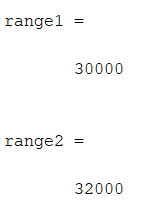 range1 =
30000
range2 =
32000